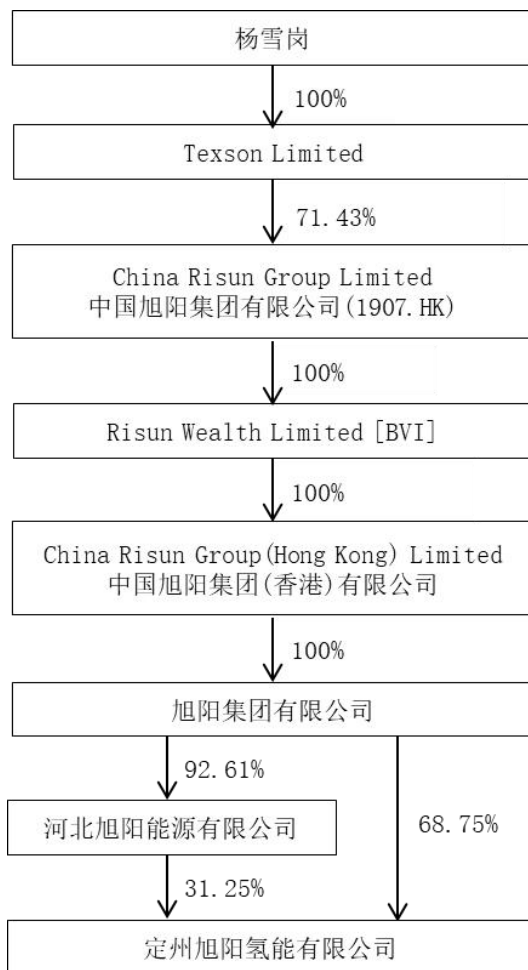 杨雪岗
100%
Texson Limited
71.43%
China Risun Group Limited
中国旭阳集团有限公司(1907.HK)
100%
Risun Wealth Limited [BVI]
100%
China Risun Group(Hong Kong) Limited
中国旭阳集团(香港)有限公司
100%
旭阳集团有限公司
92.61%
河北旭阳能源有限公司
68.75%
31.25%
定州旭阳氢能有限公司